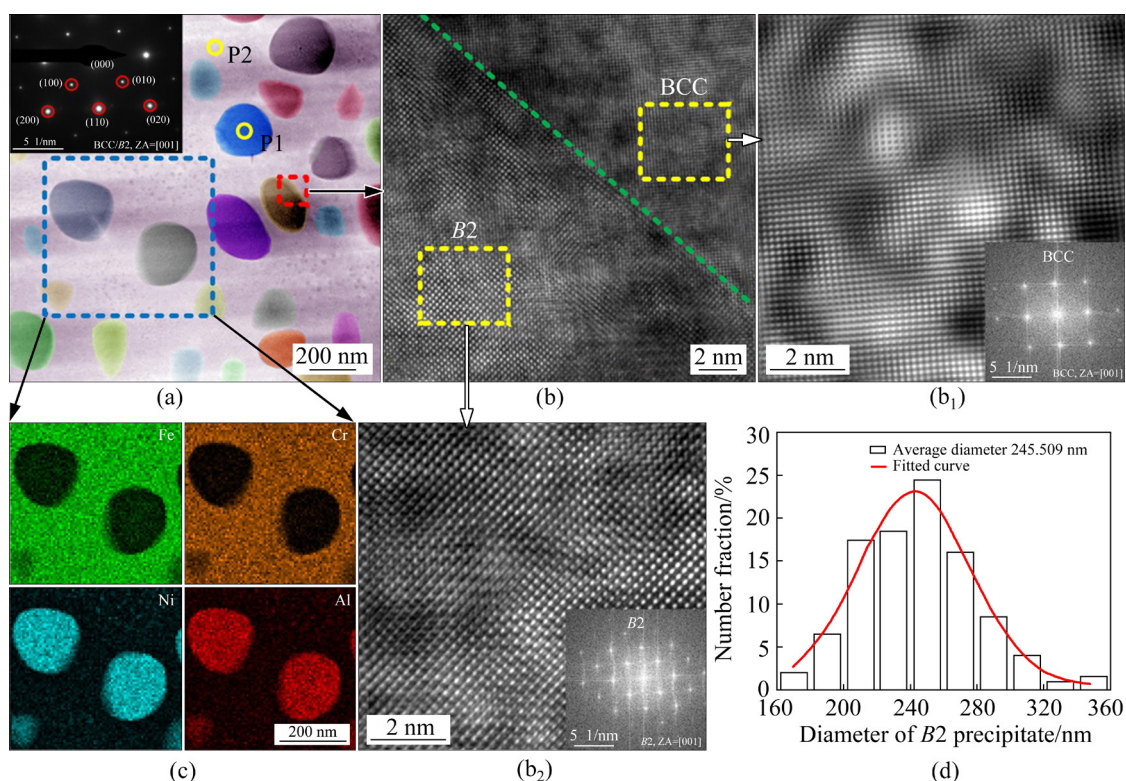 (000)
(100)
(010)
(200)
(110)
(020)
5 1/nm
BCC/B2, ZA=[001]
P2
P1
200 nm
(a)
BCC
B2
2 nm
(b)
2 nm
BCC
5 1/nm
BCC, ZA=[001]
(b₁)
Fe
Cr
Ni
Al
200 nm
(c)
2 nm
B2
5 1/nm
B2, ZA=[001]
(b₂)
Number fraction/%
30
25
20
15
10
5
0
Average diameter 245.509 nm
Fitted curve
160 200 240 280 320 360
Diameter of B2 precipitate/nm
(d)